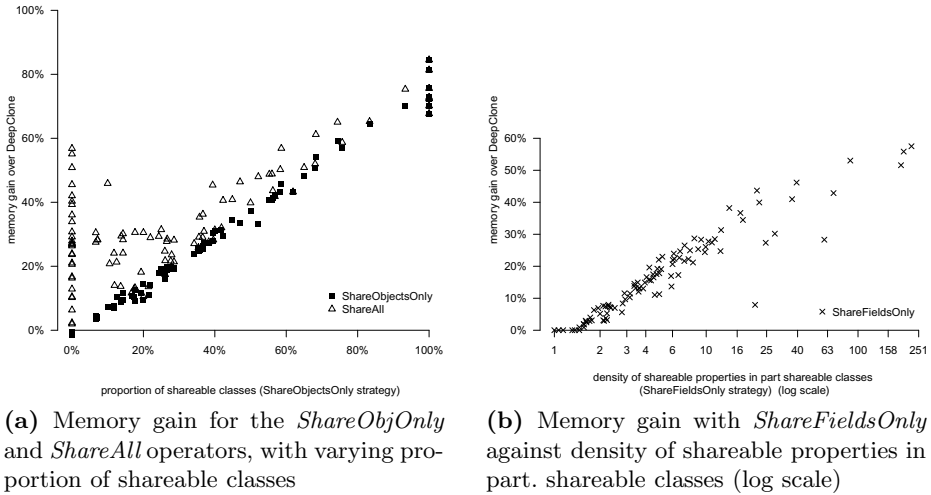 100%
80%
60%
40%
20%
0%
memory gain over DeepClone
0%
20%
40%
60%
80%
100%
ShareObjectsOnly
ShareAll
proportion of shareable classes (ShareObjectsOnly strategy)
60%
50%
40%
30%
20%
10%
0%
memory gain over DeepClone
1
2
3
4
6
10
16
25
40
63
100
158
251
ShareFieldsOnly
density of shareable properties in part shareable classes
(ShareFieldsOnly strategy) (log scale)
(a) Memory gain for the ShareObjOnly
and ShareAll operators, with varying pro-
portion of shareable classes
(b) Memory gain with ShareFieldsOnly
against density of shareable properties in
part. shareable classes (log scale)